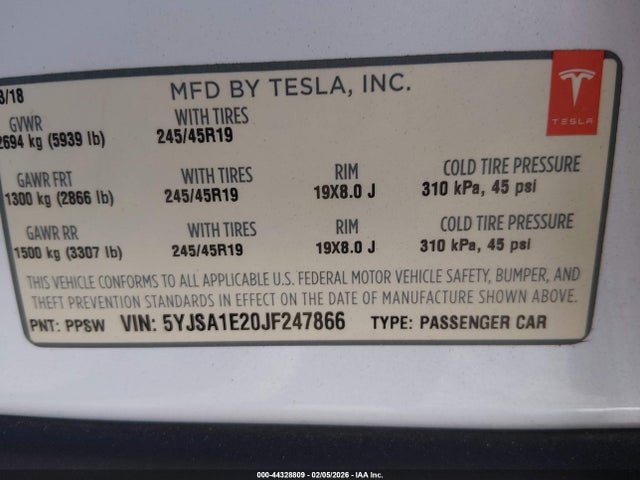 3/18 MFD BY TESLA, INC.
GVWR WITH TIRES
2694 kg (5939 lb) 245/45R19
TESLA
GAWR FRT WITH TIRES RIM COLD TIRE PRESSURE
1300 kg (2866 lb) 245/45R19 19X8.0 J 310 kPa, 45 psi
GAWR RR WITH TIRES RIM COLD TIRE PRESSURE
1500 kg (3307 lb) 245/45R19 19X8.0 J 310 kPa, 45 psi
THIS VEHICLE CONFORMS TO ALL APPLICABLE U.S. FEDERAL MOTOR VEHICLE SAFETY, BUMPER, AND
THEFT PREVENTION STANDARDS IN EFFECT ON THE DATE OF MANUFACTURE SHOWN ABOVE.
PNT: PPSW VIN: 5YJSA1E20JF247866 TYPE: PASSENGER CAR
000-44328809 - 02/05/2026 - IAA Inc.